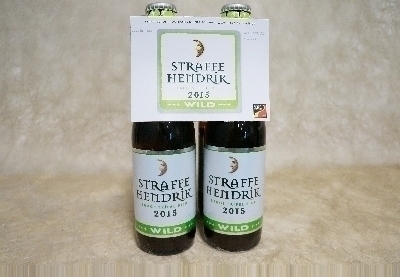 STRAFFE
HENDRIK
2015
WILD
STRAFFE
HENDRIK
2015
WILD
STRAFFE
HENDRIK
2015
WILD